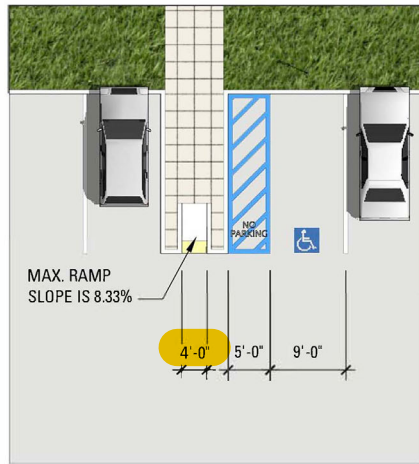 NO
PARKING
MAX. RAMP
SLOPE IS 8.33%
4'-0" 5'-0" 9'-0"